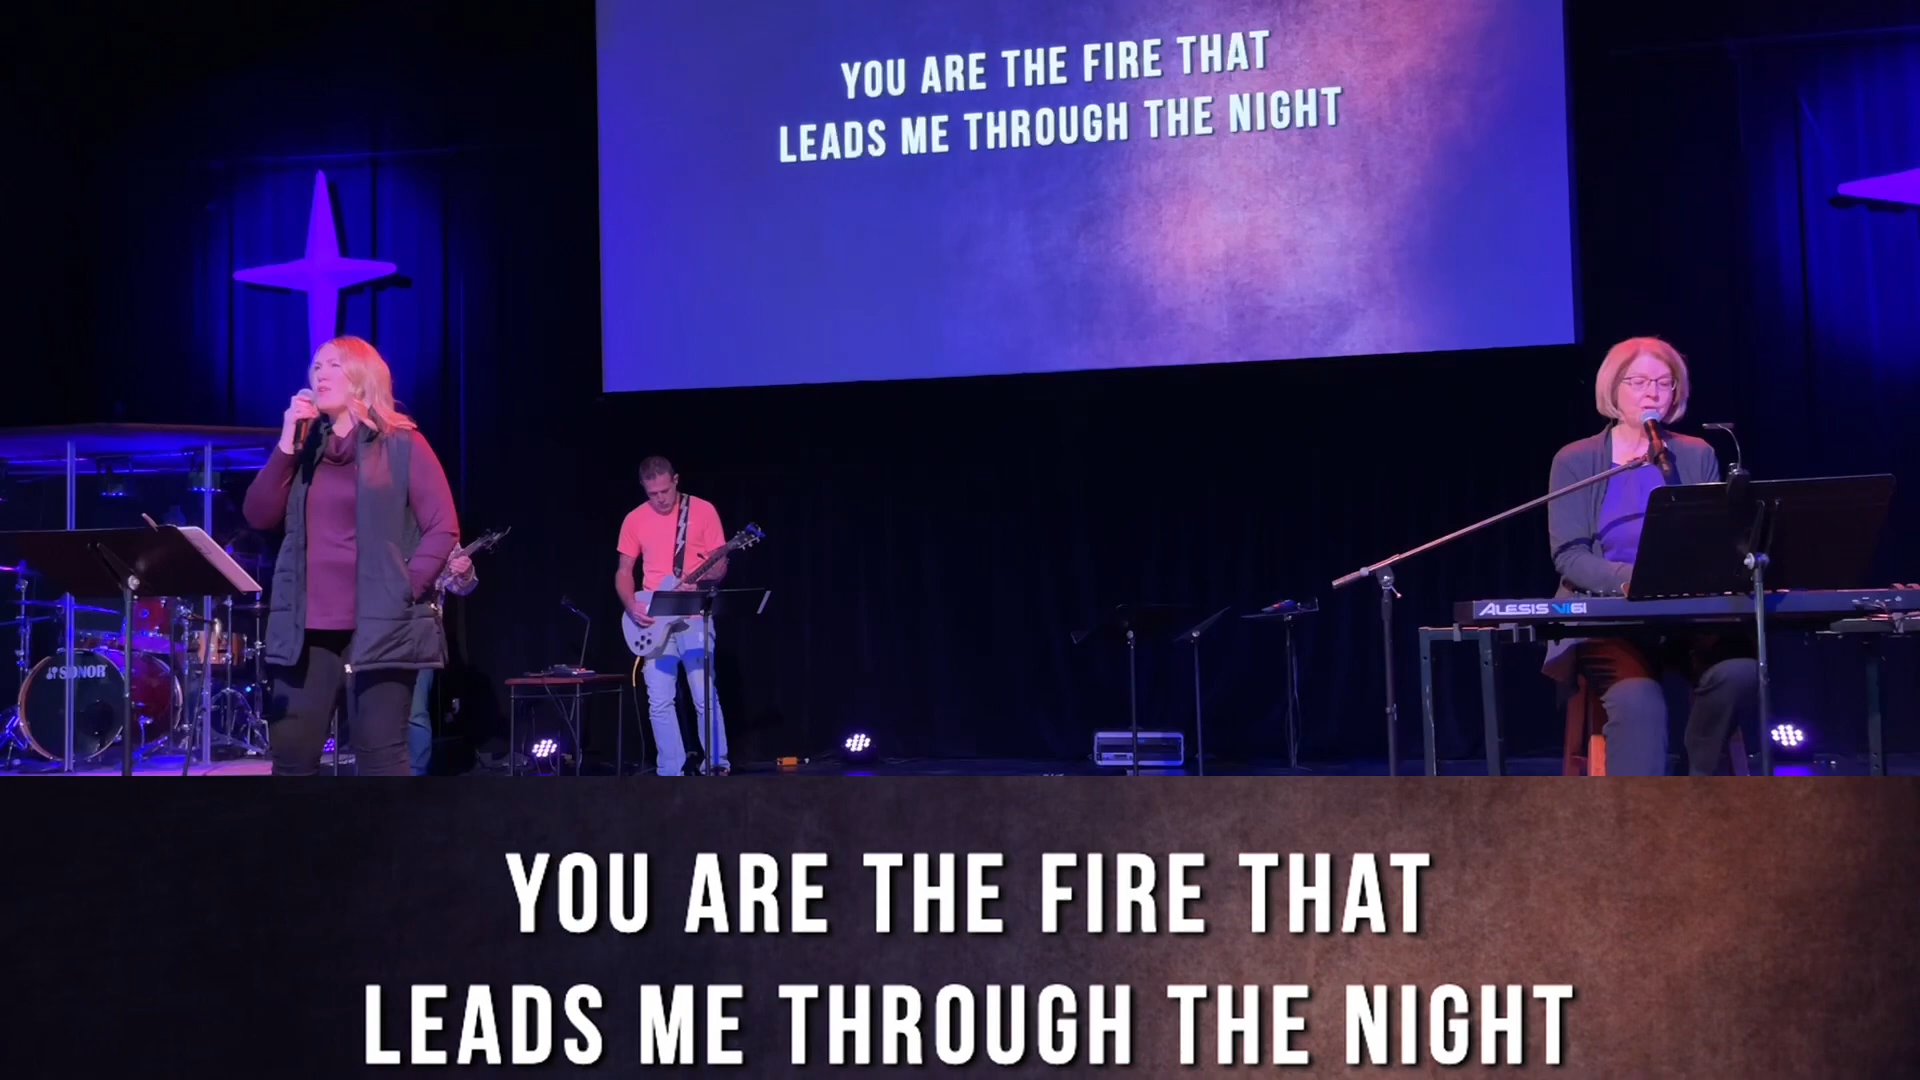 YOU ARE THE FIRE THAT
LEADS ME THROUGH THE NIGHT
SONOR
ALESIS VI61
YOU ARE THE FIRE THAT
LEADS ME THROUGH THE NIGHT